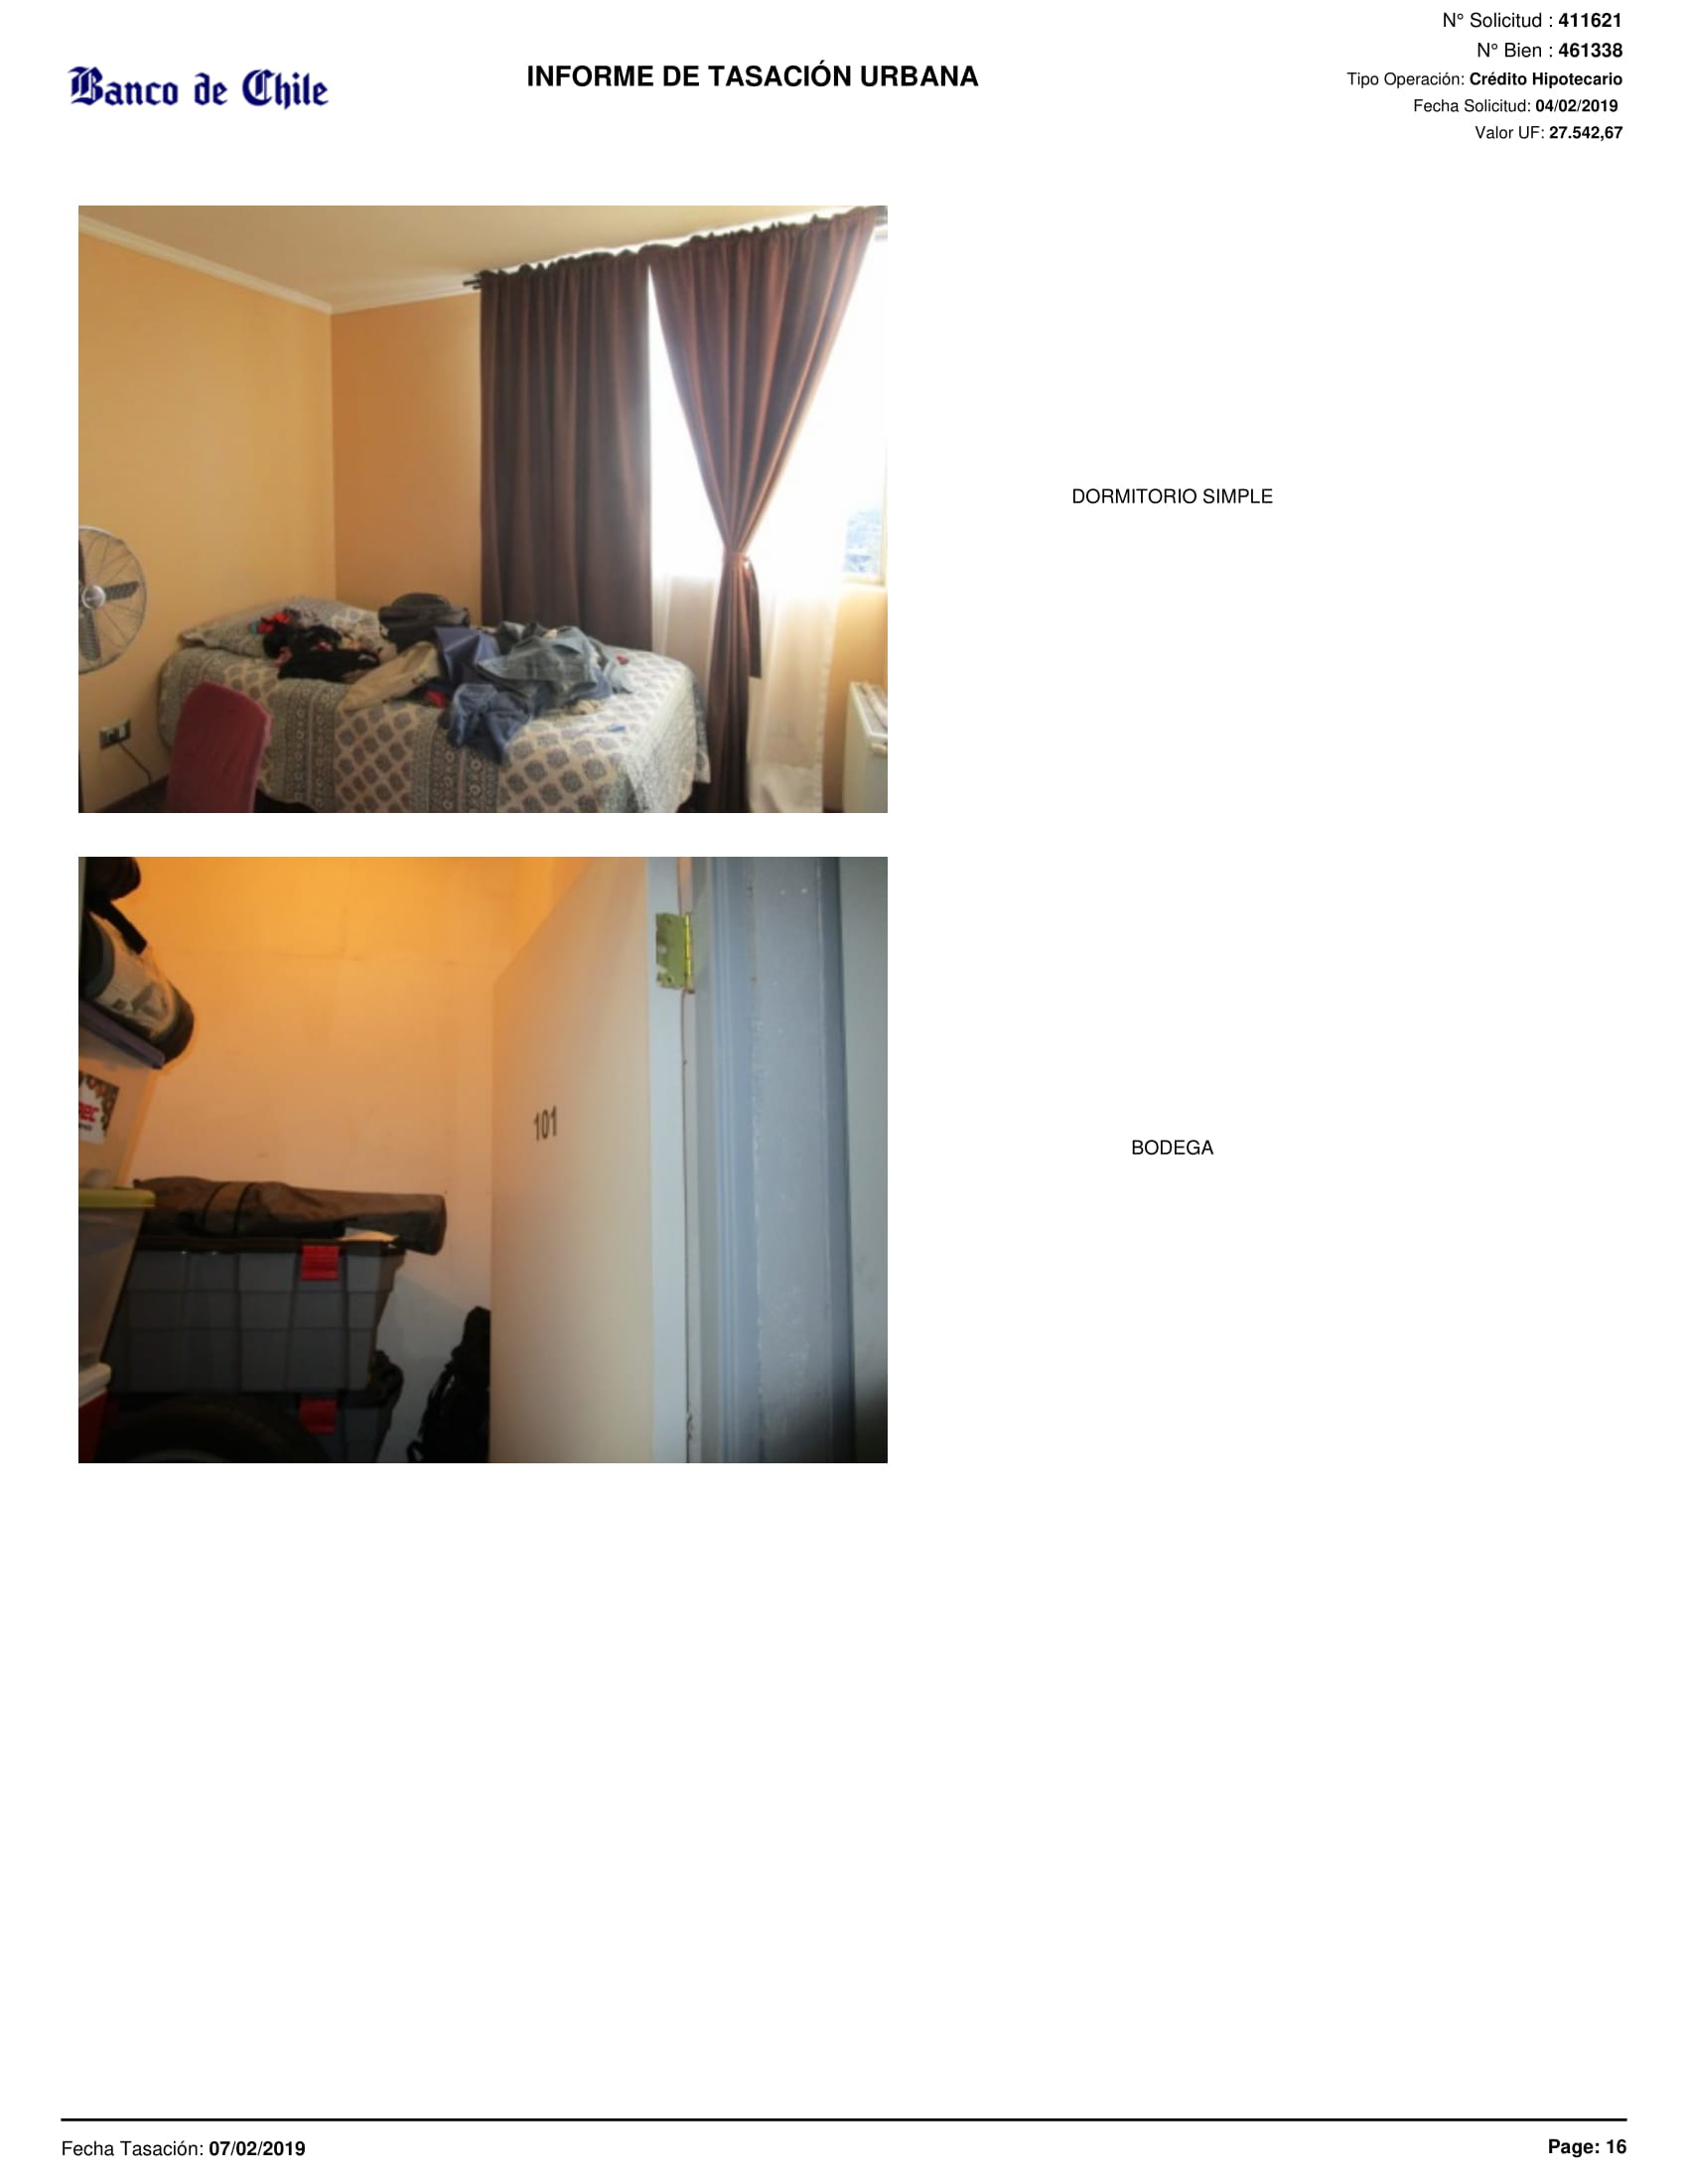 N° Solicitud : 411621
N° Bien : 461338
Banco de Chile
INFORME DE TASACIÓN URBANA
Tipo Operación: Crédito Hipotecario
Fecha Solicitud: 04/02/2019
Valor UF: 27.542,67
DORMITORIO SIMPLE
101
BODEGA
Fecha Tasación: 07/02/2019
Page: 16